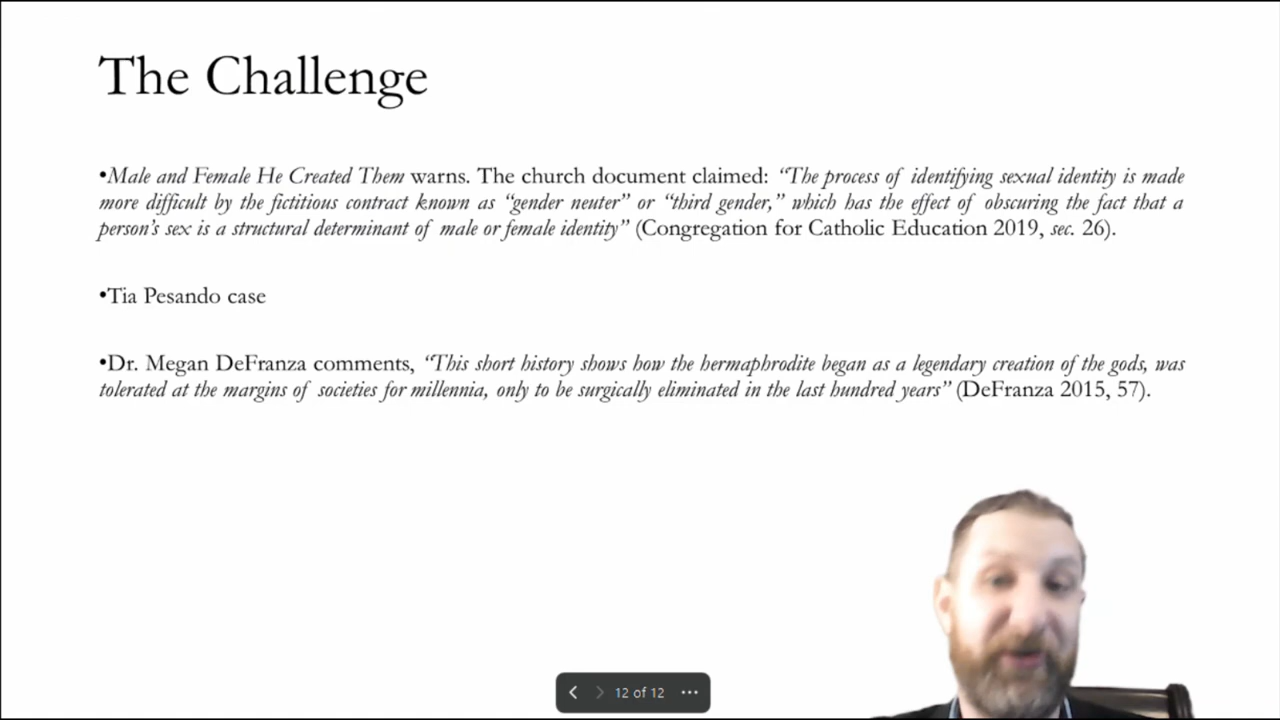 The Challenge
•Male and Female He Created Them warns. The church document claimed: “The process of identifying sexual identity is made
more difficult by the fictitious contract known as “gender neuter” or “third gender,” which has the effect of obscuring the fact that a
person’s sex is a structural determinant of male or female identity” (Congregation for Catholic Education 2019, sec. 26).
•Tia Pesando case
•Dr. Megan DeFranza comments, “This short history shows how the hermaphrodite began as a legendary creation of the gods, was
tolerated at the margins of societies for millennia, only to be surgically eliminated in the last hundred years” (DeFranza 2015, 57).
12 of 12